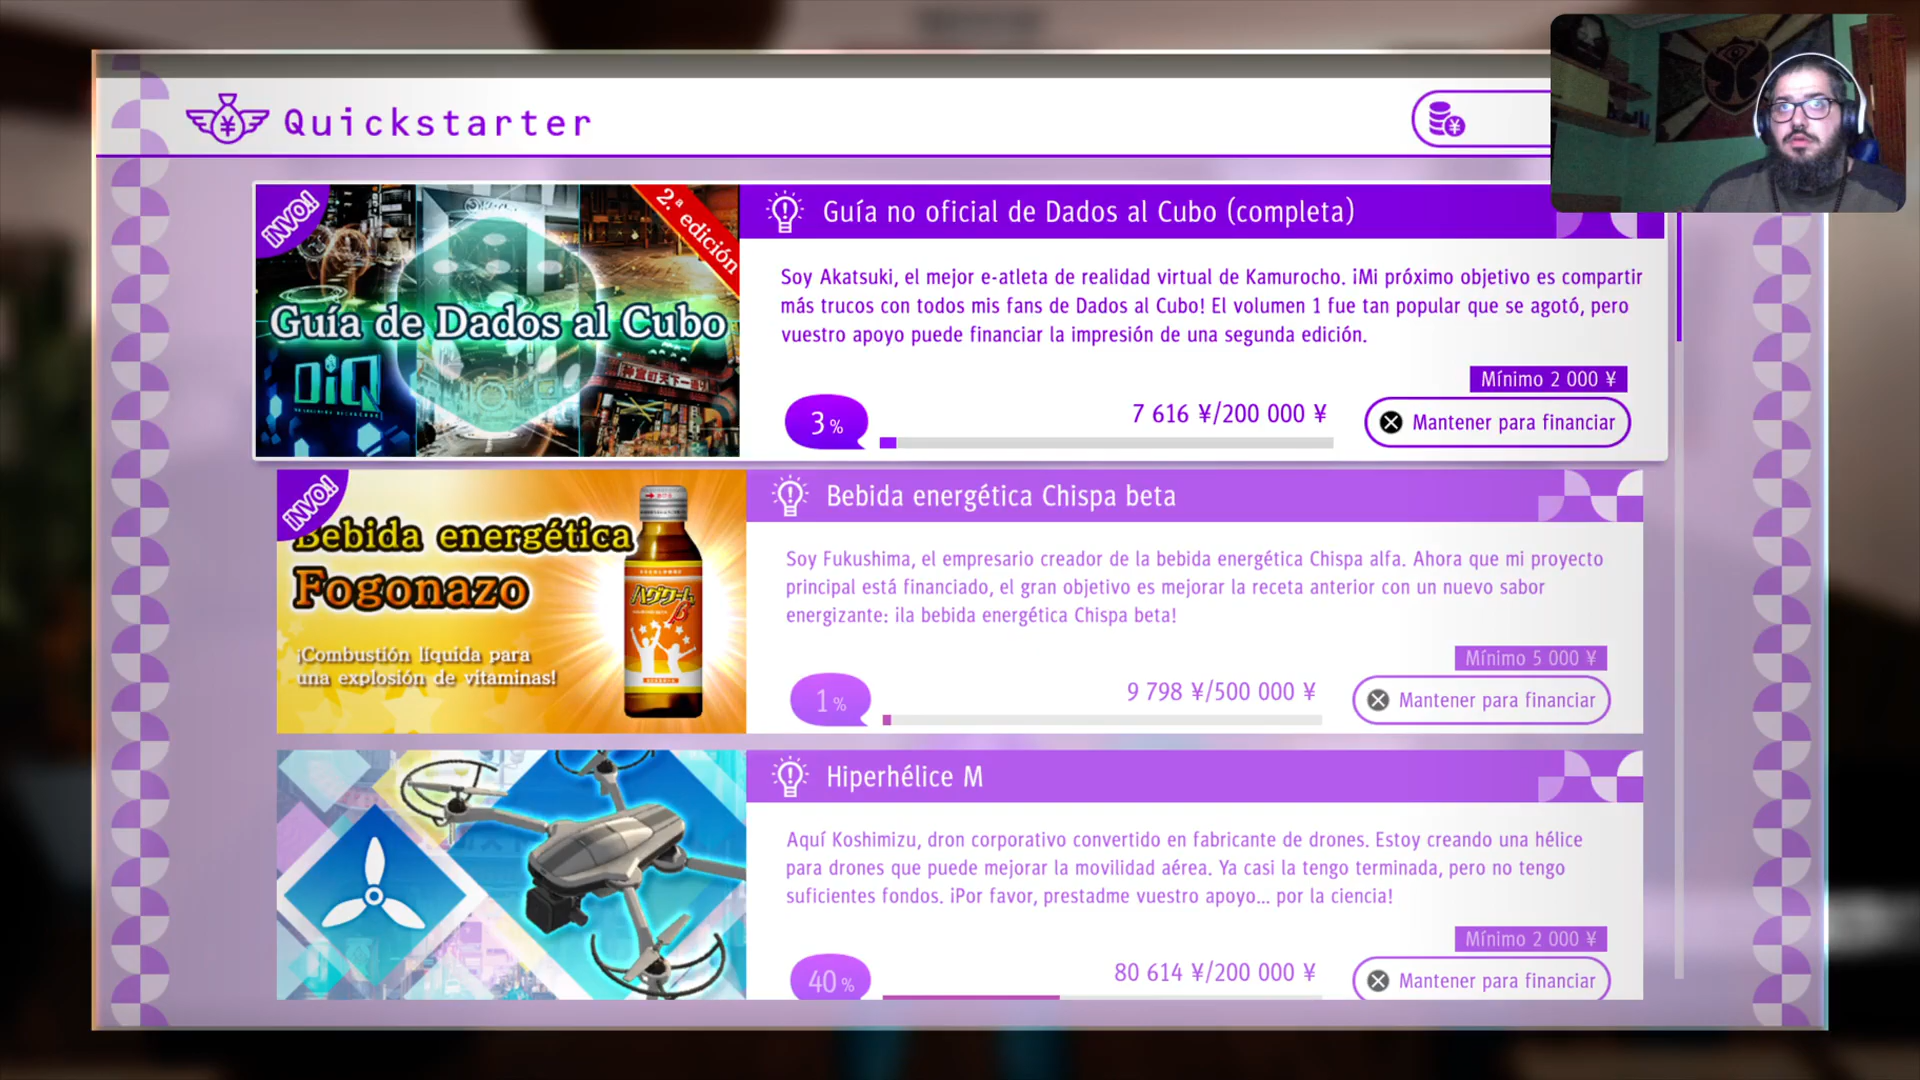 Quickstarter
¡NVO!
2.ª edición
Guía de Dados al Cubo
DiQ
Guía no oficial de Dados al Cubo (completa)
Soy Akatsuki, el mejor e-atleta de realidad virtual de Kamurocho. ¡Mi próximo objetivo es compartir
más trucos con todos mis fans de Dados al Cubo! El volumen 1 fue tan popular que se agotó, pero
vuestro apoyo puede financiar la impresión de una segunda edición.
Mínimo 2 000 ¥
3 %
7 616 ¥/200 000 ¥
Mantener para financiar
¡NVO!
Bebida energética
Fogonazo
¡Combustión líquida para
una explosión de vitaminas!
Bebida energética Chispa beta
Soy Fukushima, el empresario creador de la bebida energética Chispa alfa. Ahora que mi proyecto
principal está financiado, el gran objetivo es mejorar la receta anterior con un nuevo sabor
energizante: ¡la bebida energética Chispa beta!
Mínimo 5 000 ¥
1 %
9 798 ¥/500 000 ¥
Mantener para financiar
Hiperhélice M
Aquí Koshimizu, dron corporativo convertido en fabricante de drones. Estoy creando una hélice
para drones que puede mejorar la movilidad aérea. Ya casi la tengo terminada, pero no tengo
suficientes fondos. ¡Por favor, prestadme vuestro apoyo... por la ciencia!
Mínimo 2 000 ¥
40 %
80 614 ¥/200 000 ¥
Mantener para financiar